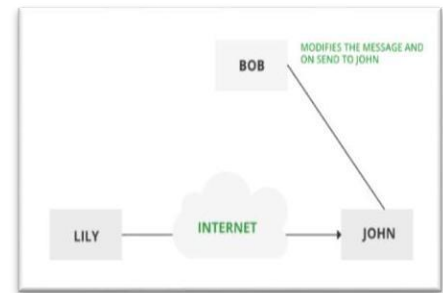 BOB
MODIFIES THE MESSAGE AND
ON SEND TO JOHN
LILY
INTERNET
JOHN